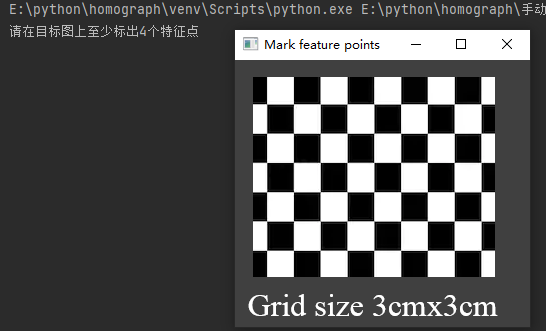 E:\python\homograph\venv\Scripts\python.exe E:\python\homograph\手动
请在目标图上至少标出4个特征点
Mark feature points
Grid size 3cmx3cm